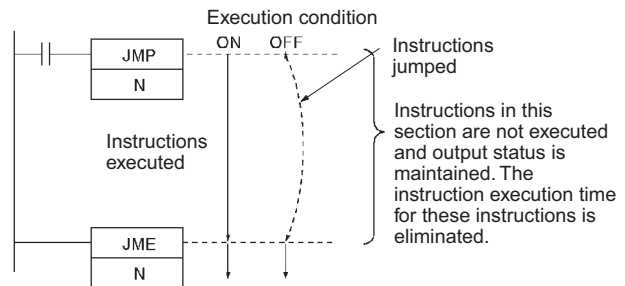 Execution condition
ON OFF
JMP
N
Instructions
jumped
Instructions
executed
Instructions in this
section are not executed
and output status is
maintained. The
instruction execution time
for these instructions is
eliminated.
JME
N